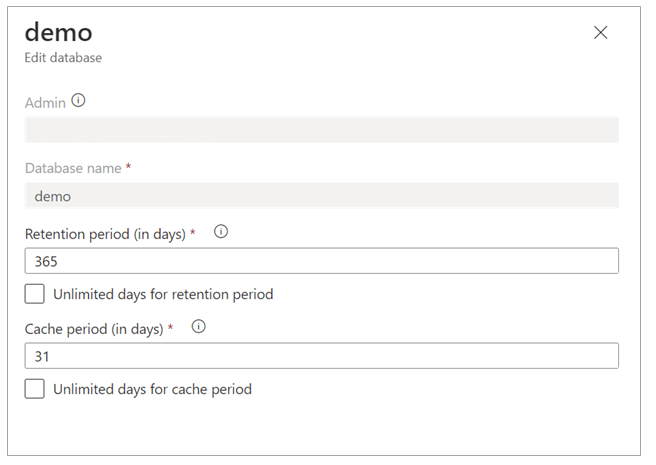 demo
Edit database
Admin
Database name *
demo
Retention period (in days) *
365
Unlimited days for retention period
Cache period (in days) *
31
Unlimited days for cache period